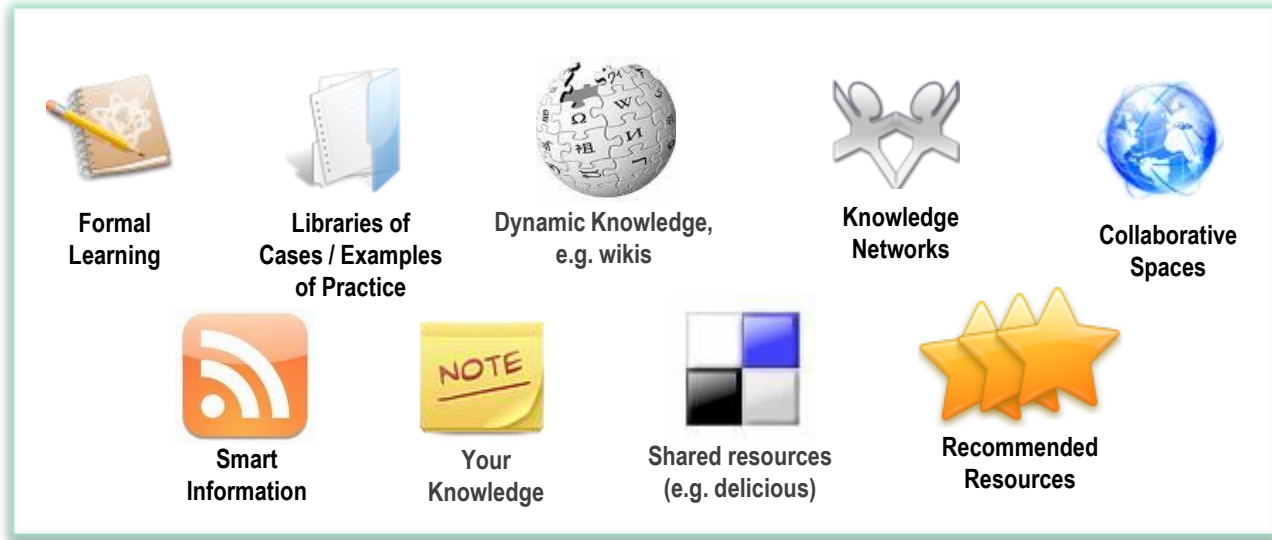 Formal
Learning
Libraries of
Cases / Examples
of Practice
Dynamic Knowledge,
e.g. wikis
Knowledge
Networks
Collaborative
Spaces
NOTE
Smart
Information
Your
Knowledge
Shared resources
(e.g. delicious)
Recommended
Resources